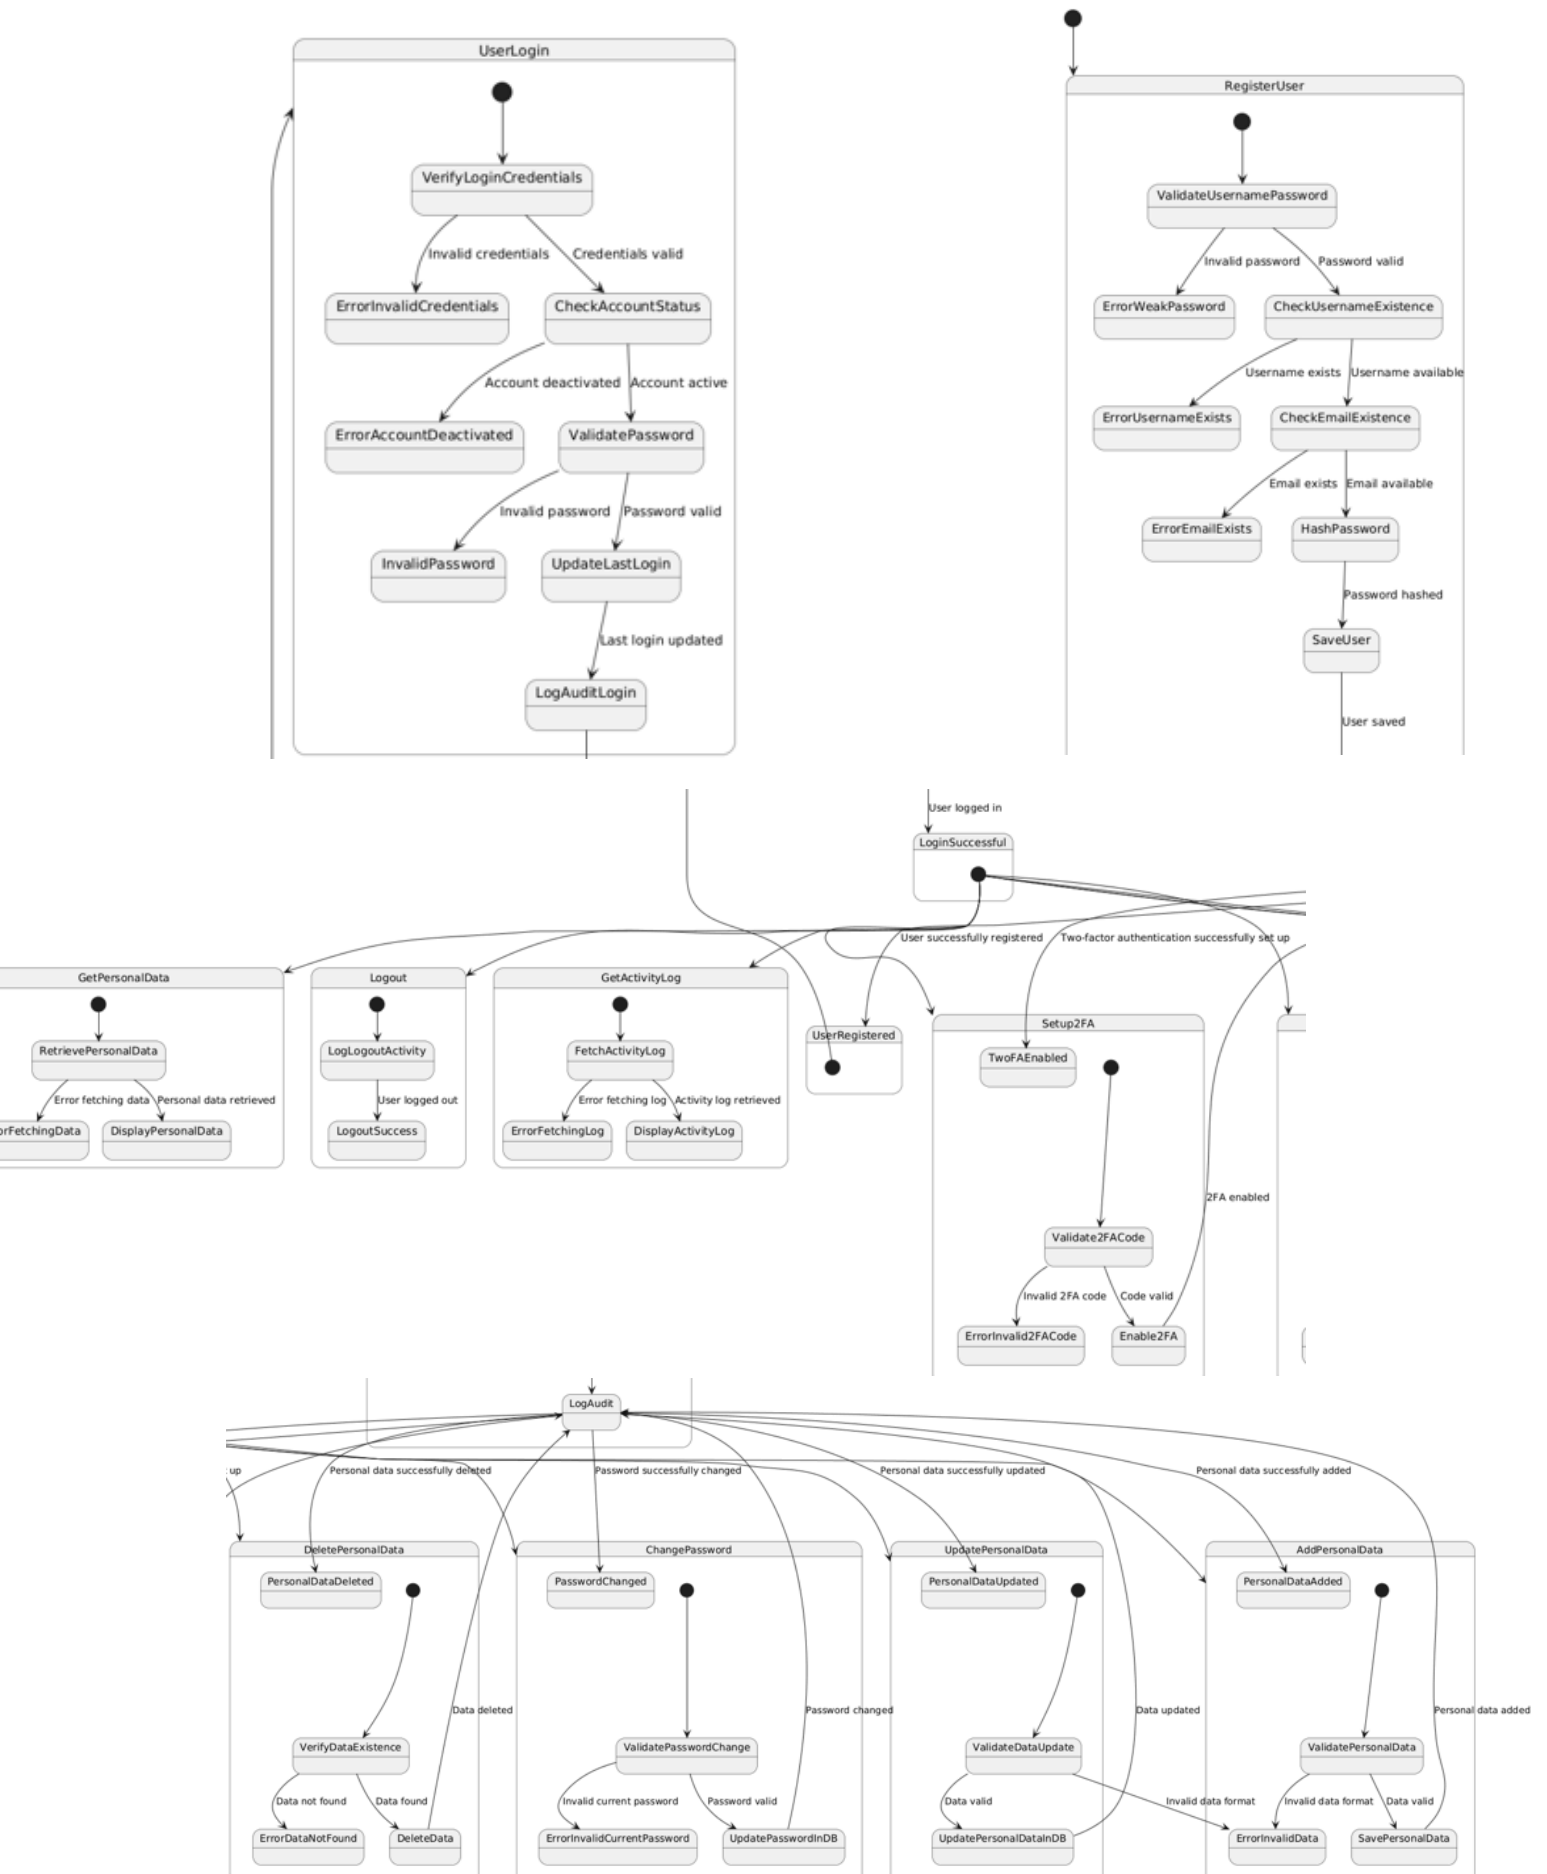 UserLogin
VerifyLoginCredentials
Invalid credentials
Credentials valid
ErrorInvalidCredentials
CheckAccountStatus
Account deactivated
Account active
ErrorAccountDeactivated
ValidatePassword
Invalid password
Password valid
InvalidPassword
UpdateLastLogin
Last login updated
LogAuditLogin
RegisterUser
ValidateUsernamePassword
Invalid password
Password valid
ErrorWeakPassword
CheckUsernameExistence
Username exists
Username available
ErrorUsernameExists
CheckEmailExistence
Email exists
Email available
ErrorEmailExists
HashPassword
Password hashed
SaveUser
User saved
User logged in
LoginSuccessful
User successfully registered
Two-factor authentication successfully set up
GetPersonalData
RetrievePersonalData
Error fetching data
Personal data retrieved
orFetchingData
DisplayPersonalData
Logout
LogLogoutActivity
User logged out
LogoutSuccess
GetActivityLog
FetchActivityLog
Error fetching log
Activity log retrieved
ErrorFetchingLog
DisplayActivityLog
UserRegistered
Setup2FA
TwoFAEnabled
2FA enabled
Validate2FACode
Invalid 2FA code
Code valid
ErrorInvalid2FACode
Enable2FA
LogAudit
up
Personal data successfully deleted
Password successfully changed
Personal data successfully updated
Personal data successfully added
DeletePersonalData
PersonalDataDeleted
Data deleted
VerifyDataExistence
Data not found
Data found
ErrorDataNotFound
DeleteData
ChangePassword
PasswordChanged
Password changed
ValidatePasswordChange
Invalid current password
Password valid
ErrorInvalidCurrentPassword
UpdatePasswordInDB
UpdatePersonalData
PersonalDataUpdated
Data updated
ValidateDataUpdate
Data valid
Invalid data format
UpdatePersonalDataInDB
AddPersonalData
PersonalDataAdded
Personal data added
ValidatePersonalData
Invalid data format
Data valid
ErrorInvalidData
SavePersonalData